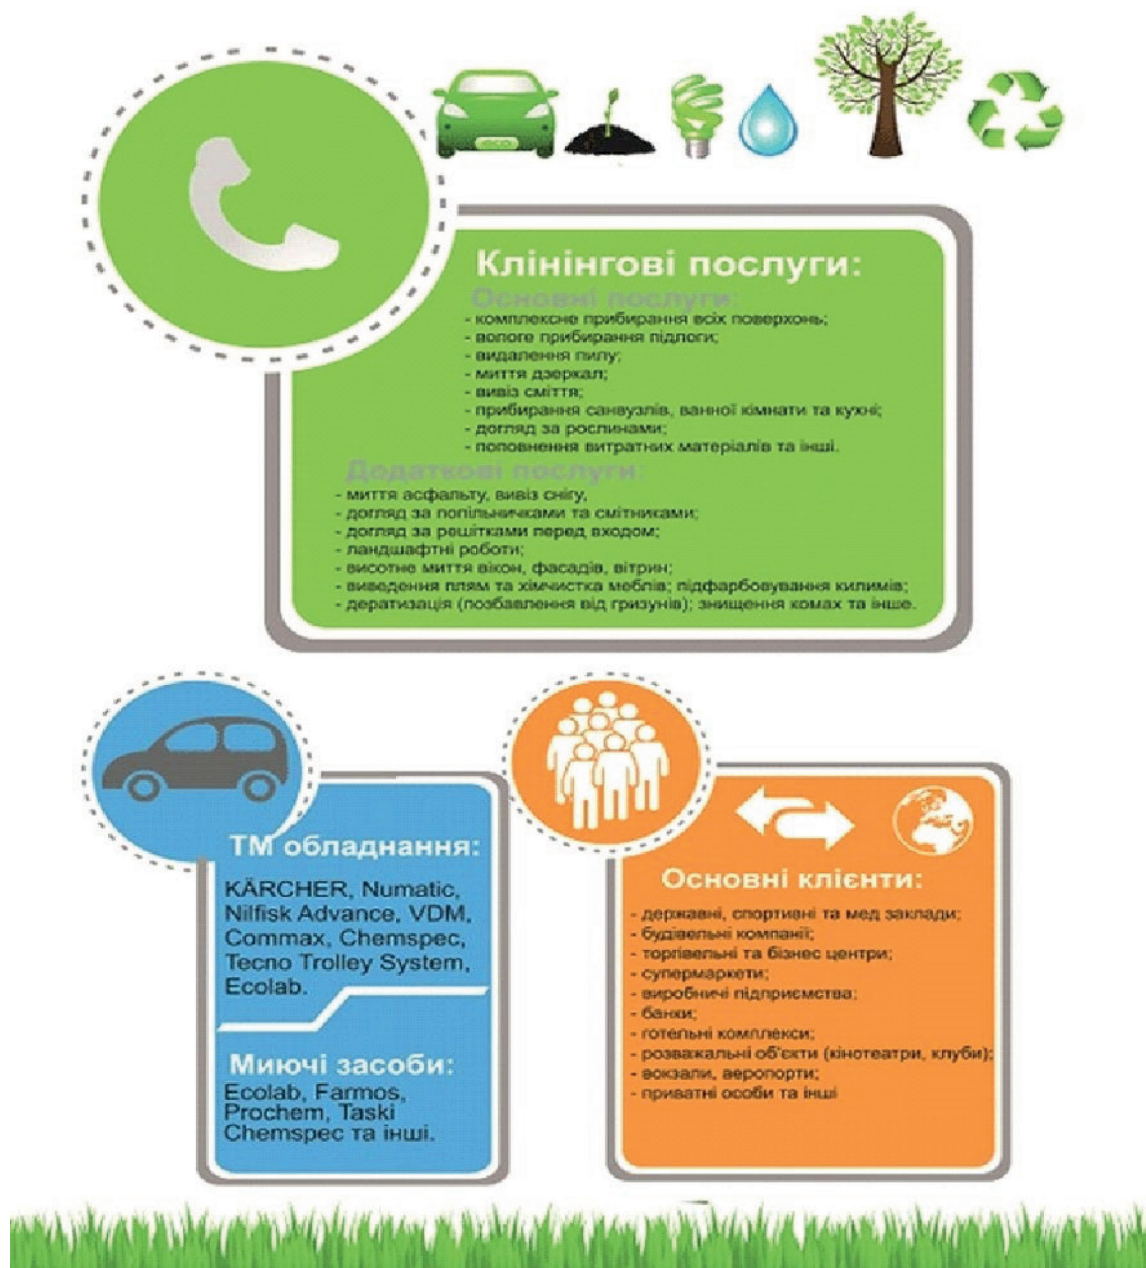 eco
Клінінгові послуги:
Основні послуги:
- комплексне прибирання всіх поверхонь;
- вологе прибирання підлоги;
- видалення пилу;
- миття дзеркал;
- вивіз сміття;
- прибирання санвузлів, ванної кімнати та кухні;
- догляд за рослинами;
- поповнення витратних матеріалів та інші.
Додаткові послуги:
- миття асфальту, вивіз снігу,
- догляд за попільничками та смітниками;
- догляд за решітками перед входом;
- ландшафтні роботи;
- висотне миття вікон, фасадів, вітрин;
- виведення плям та хімчистка меблів; підфарбовування килимів;
- дератизація (позбавлення від гризунів); знищення комах та інше.
ТМ обладнання:
KÄRCHER, Numatic,
Nilfisk Advance, VDM,
Commax, Chemspec,
Tecno Trolley System,
Ecolab.
Миючі засоби:
Ecolab, Farmos,
Prochem, Taski
Chemspec та інші.
Основні клієнти:
- державні, спортивні та мед заклади;
- будівельні компанії;
- торгівельні та бізнес центри;
- супермаркети;
- виробничі підприємства;
- банки;
- готельні комплекси;
- розважальні об'єкти (кінотеатри, клуби);
- вокзали, аеропорти;
- приватні особи та інші